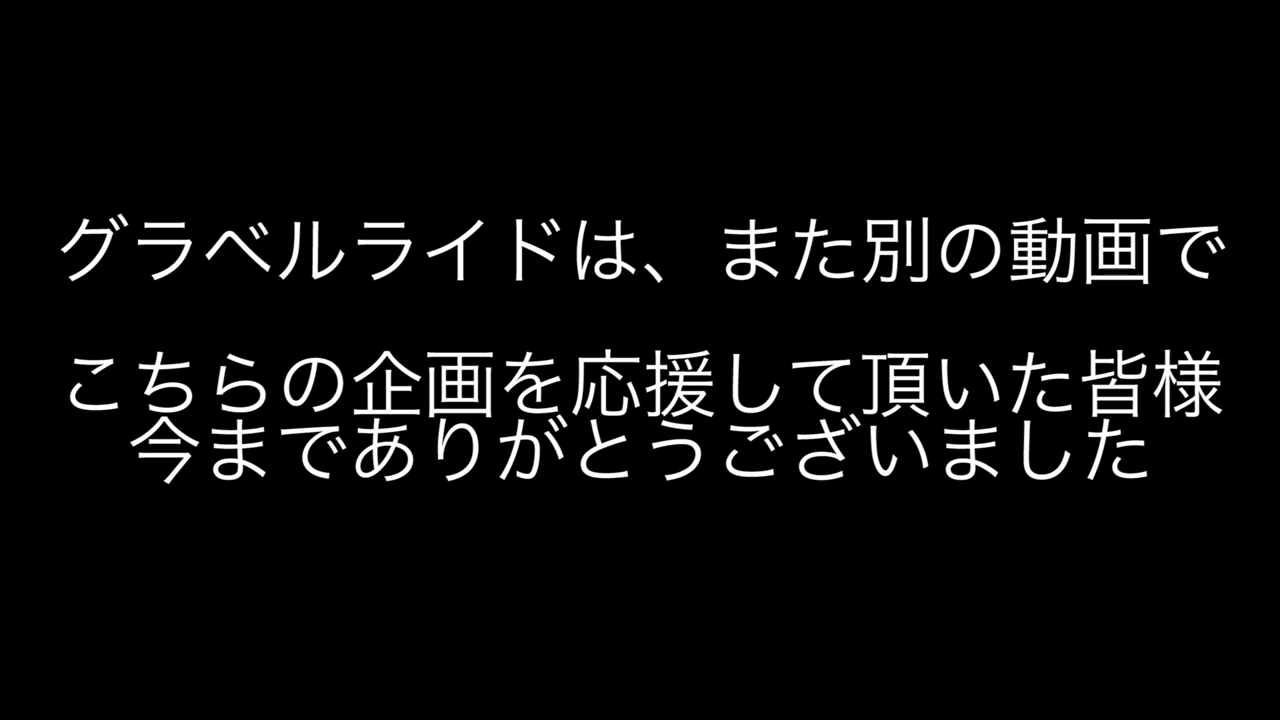 グラベルライドは、また別の動画で
こちらの企画を応援して頂いた皆様
今までありがとうございました